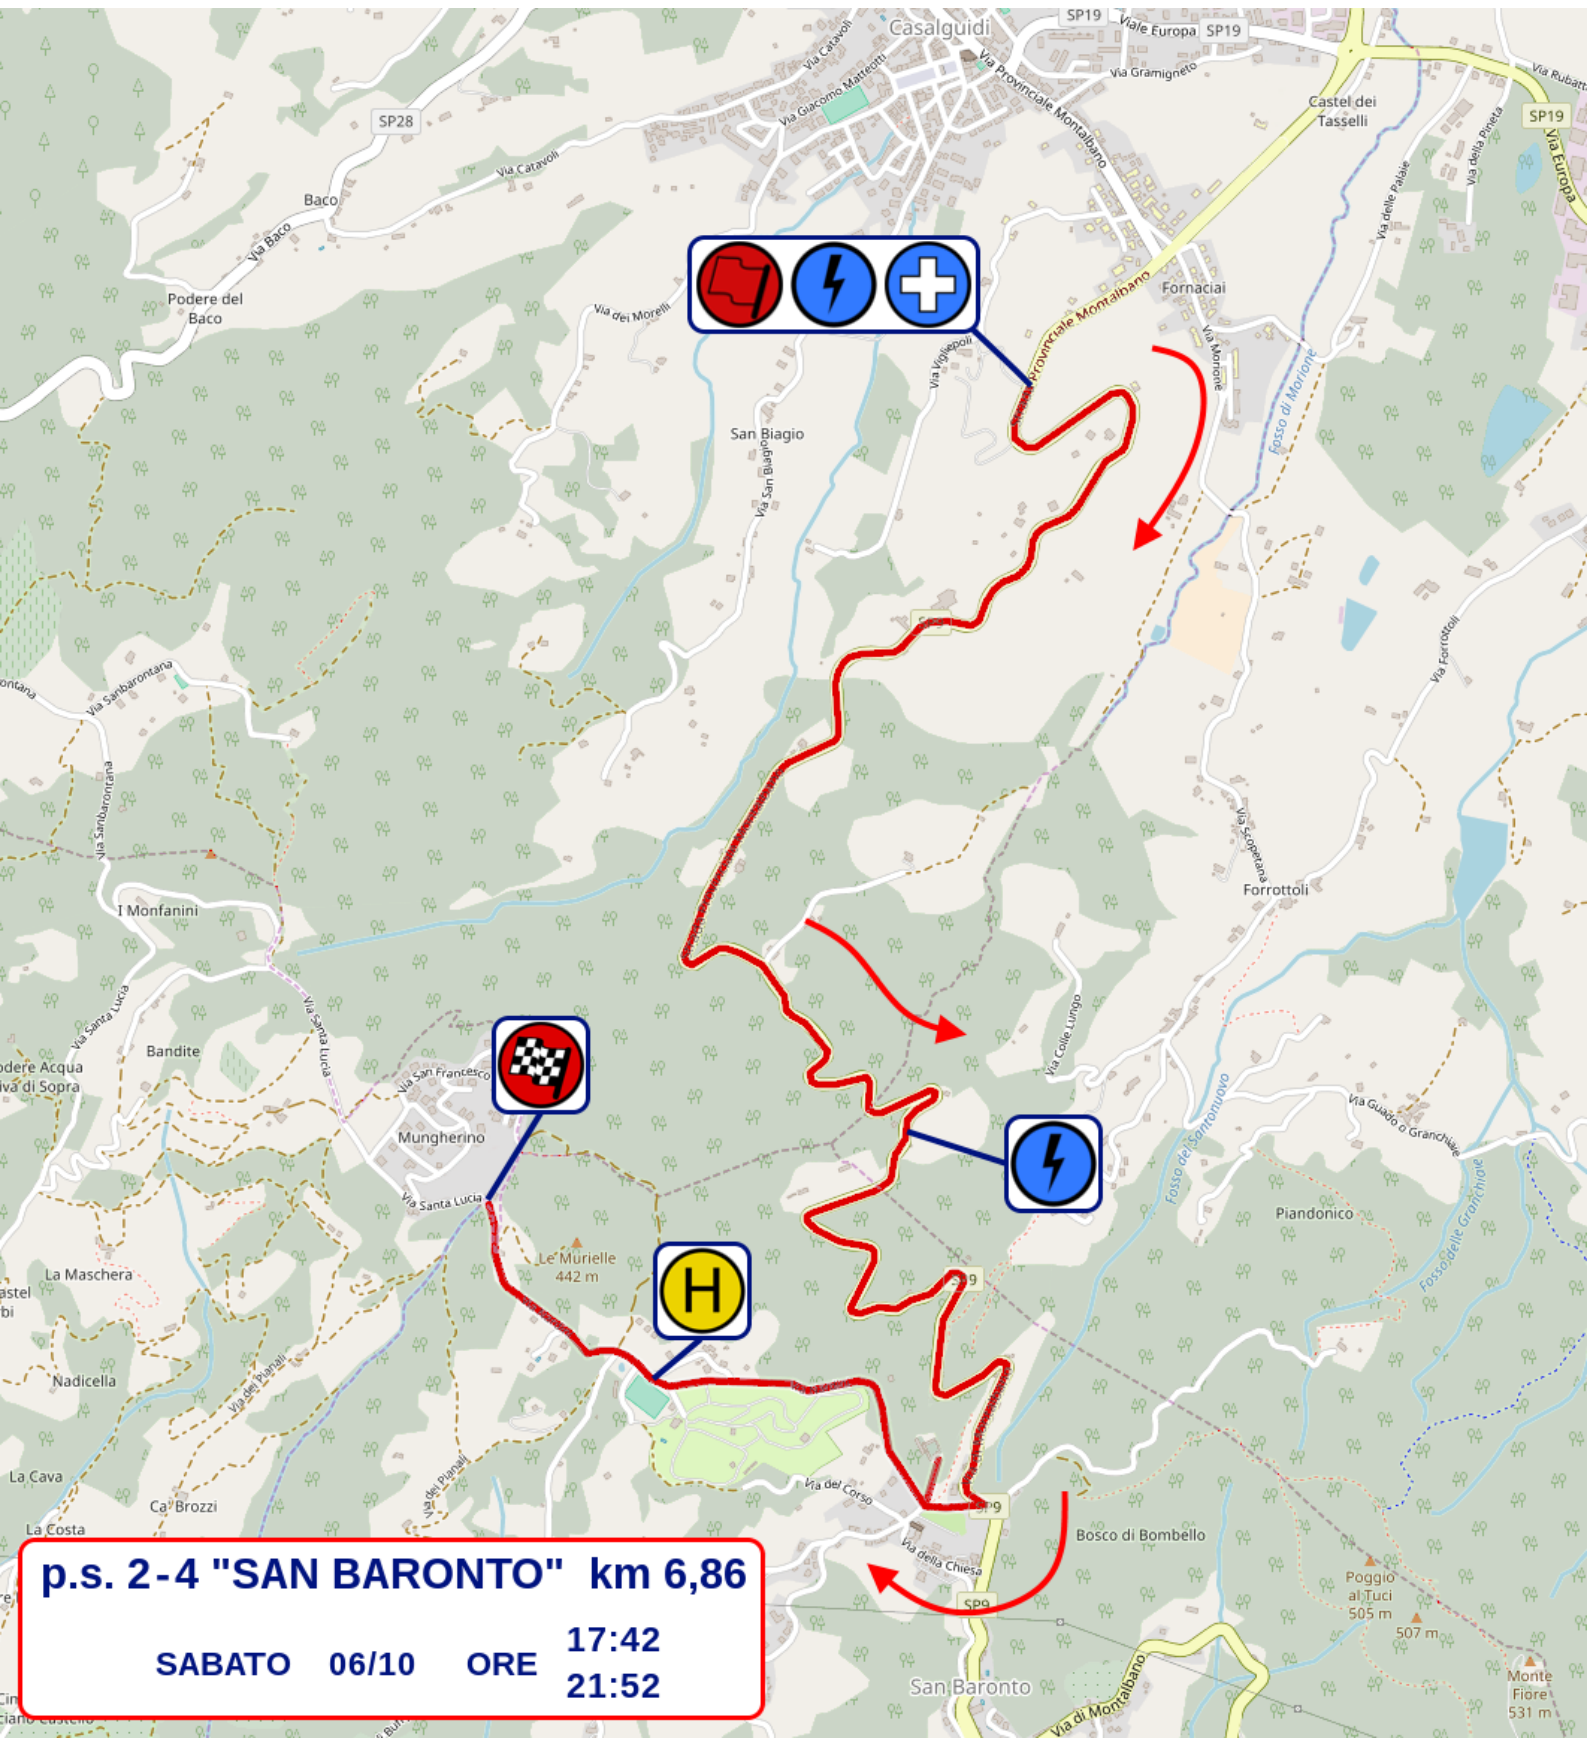 Casalguidi
SP19
Viale Europa
SP19
Via Catavoli
Via Giacomo Matteotti
Via Provinciale Montalbano
Via Gramigneto
Castel dei
Tasselli
SP19
Via Europa
Via della Pineta
Via delle Palaie
SP28
Via Catavoli
Baco
Via Baco
Podere del
Baco
Via dei Morelli
Via Vigliepoli
Provinciale Montalbano
Fornaciai
Via Morione
Fosso di Morione
San Biagio
Via San Biagio
Via Forrottoli
Via Sanbarontana
Via Sanbarontana
Via Scopetana
Forrottoli
I Monfanini
Via Santa Lucia
Via Santa Lucia
Bandite
Via Colle Lungo
Via San Francesco
Mungherino
Via Santa Lucia
Via Guado o Granchiaie
Fosso del Santonuovo
Fosso delle Granchiaie
Piandonico
Le Murielle
442 m
H
La Maschera
Nadicella
Via dei Pianali
La Cava
Ca' Brozzi
La Costa
Via del Corso
SP9
Via della Chiesa
Bosco di Bombello
SP9
Poggio
al Tuci
505 m
507 m
Monte
Fiore
531 m
San Baronto
Via di Montalbano
p.s. 2-4 "SAN BARONTO" km 6,86
SABATO 06/10 ORE 17:42
21:52